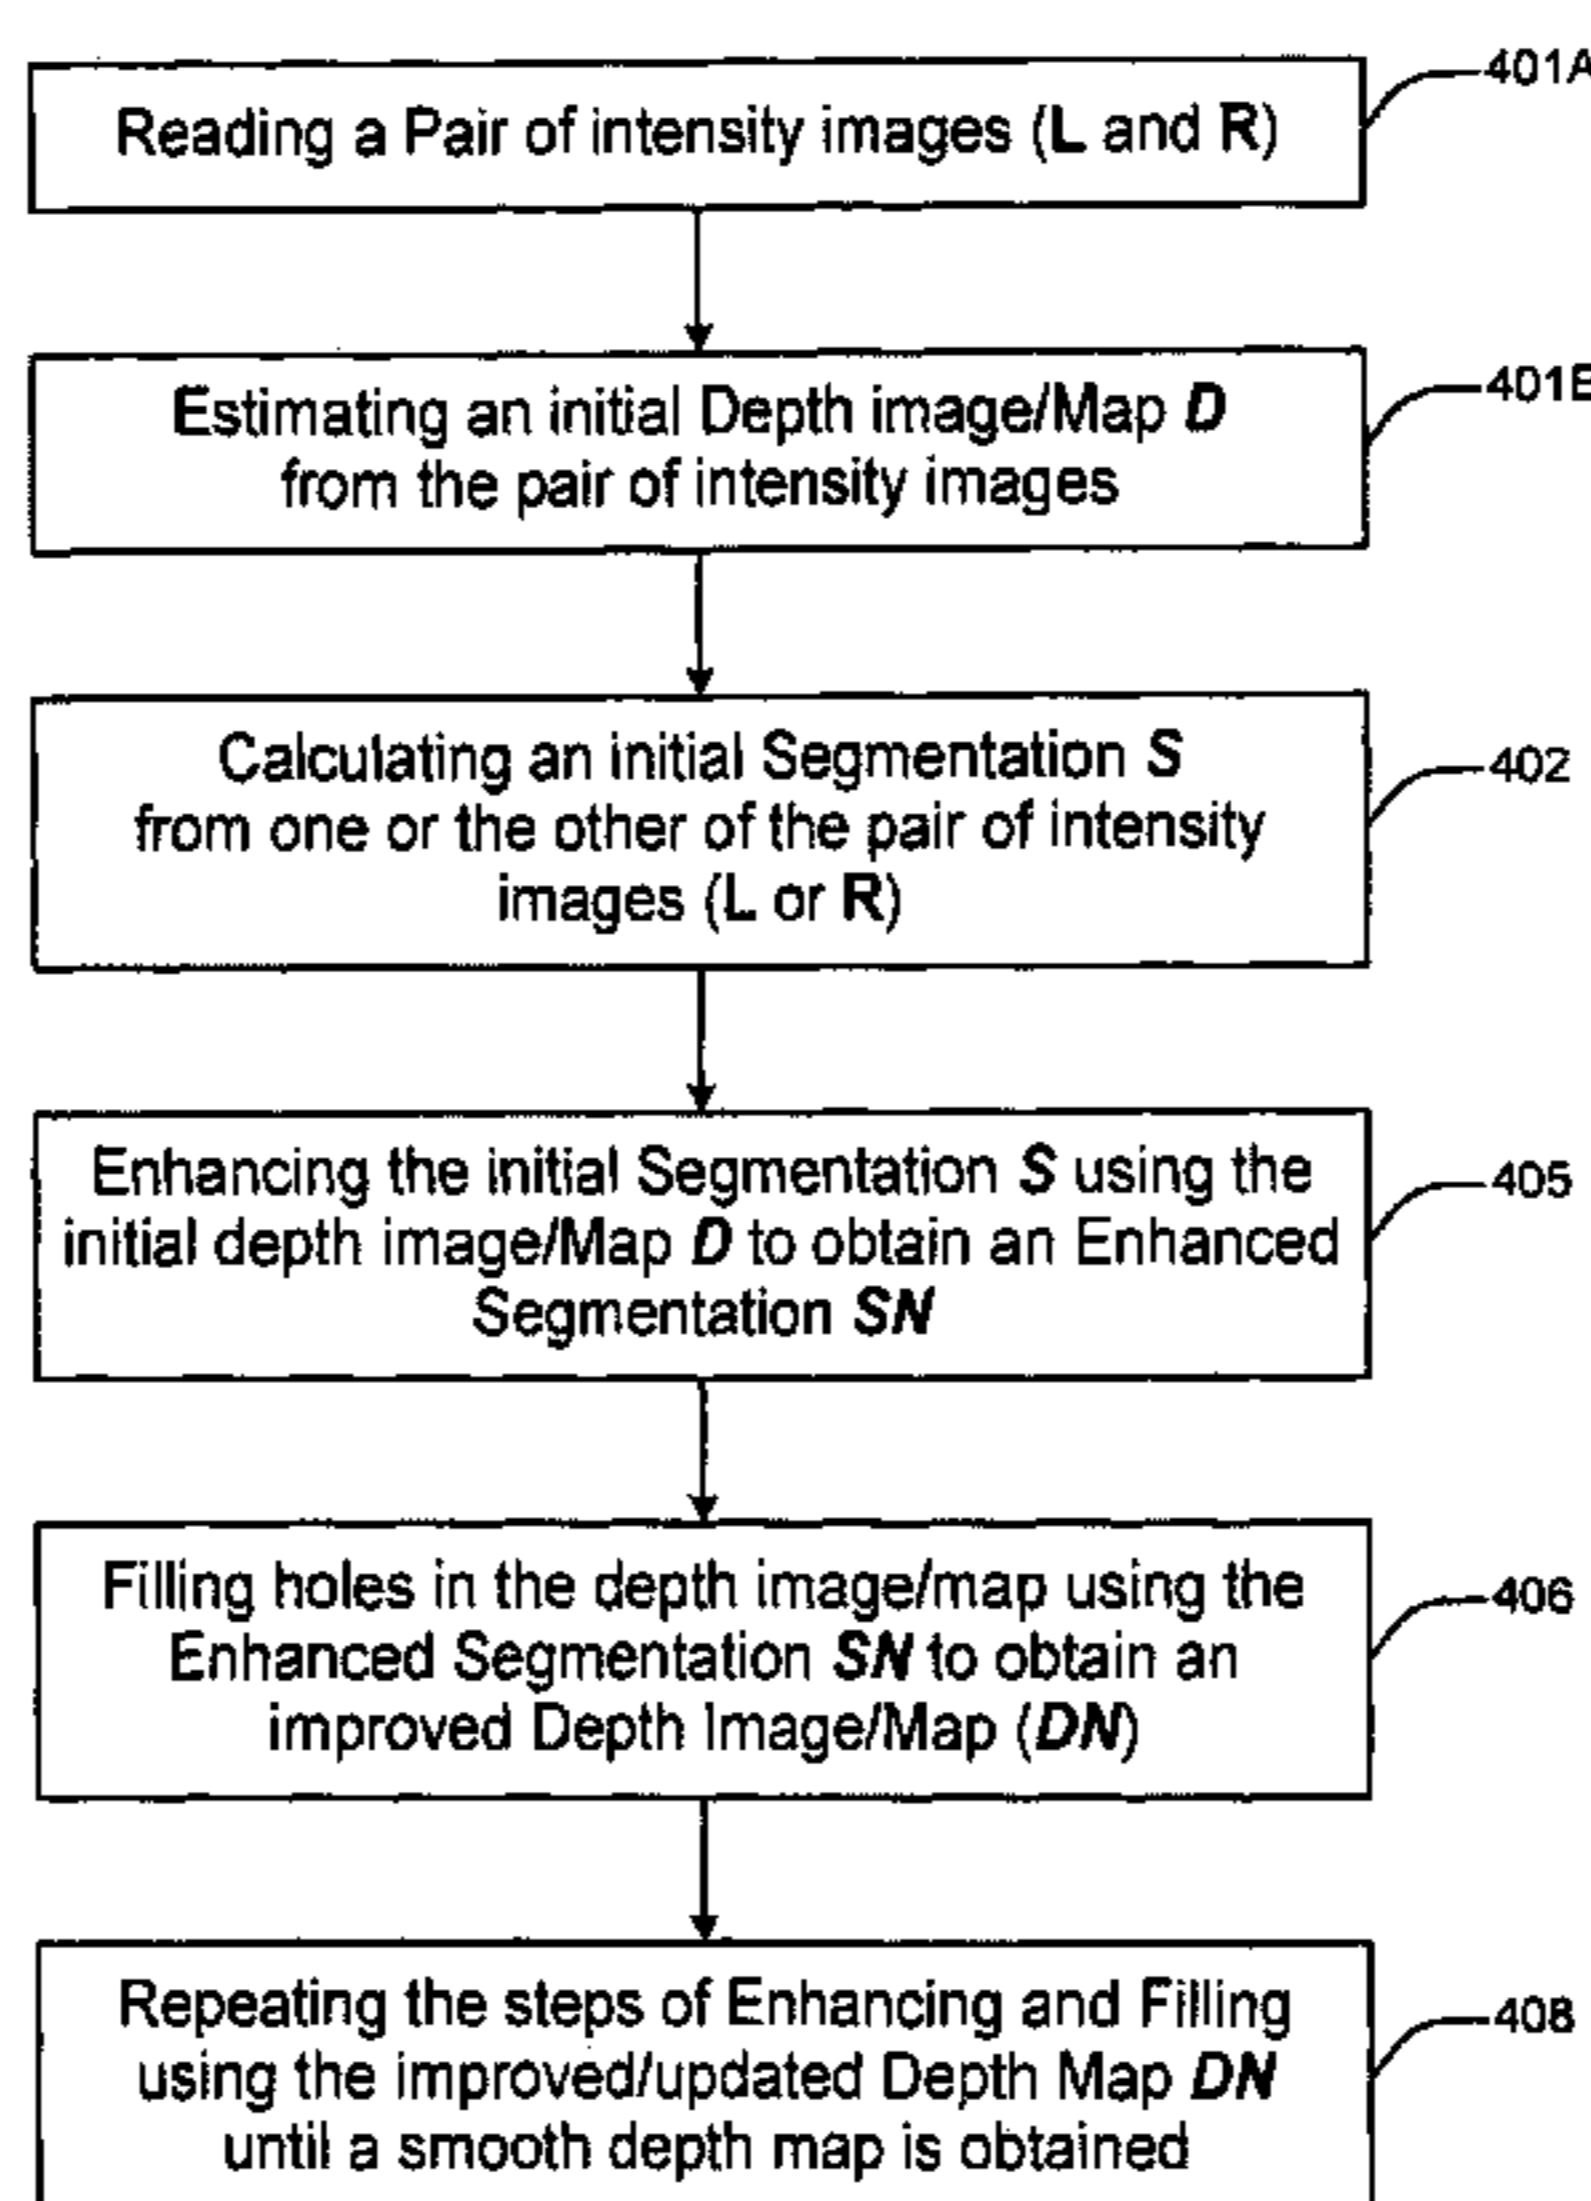 401A
Reading a Pair of intensity images (L and R)
401B
Estimating an initial Depth image/Map D
from the pair of intensity images
Calculating an initial Segmentation S
402
from one or the other of the pair of intensity
images (L or R)
Enhancing the initial Segmentation S using the
405
initial depth image/Map D to obtain an Enhanced
Segmentation SN
Filling holes in the depth image/map using the
406
Enhanced Segmentation SN to obtain an
improved Depth Image/Map (DN)
Repeating the steps of Enhancing and Filling
408
using the improved/updated Depth Map DN
until a smooth depth map is obtained